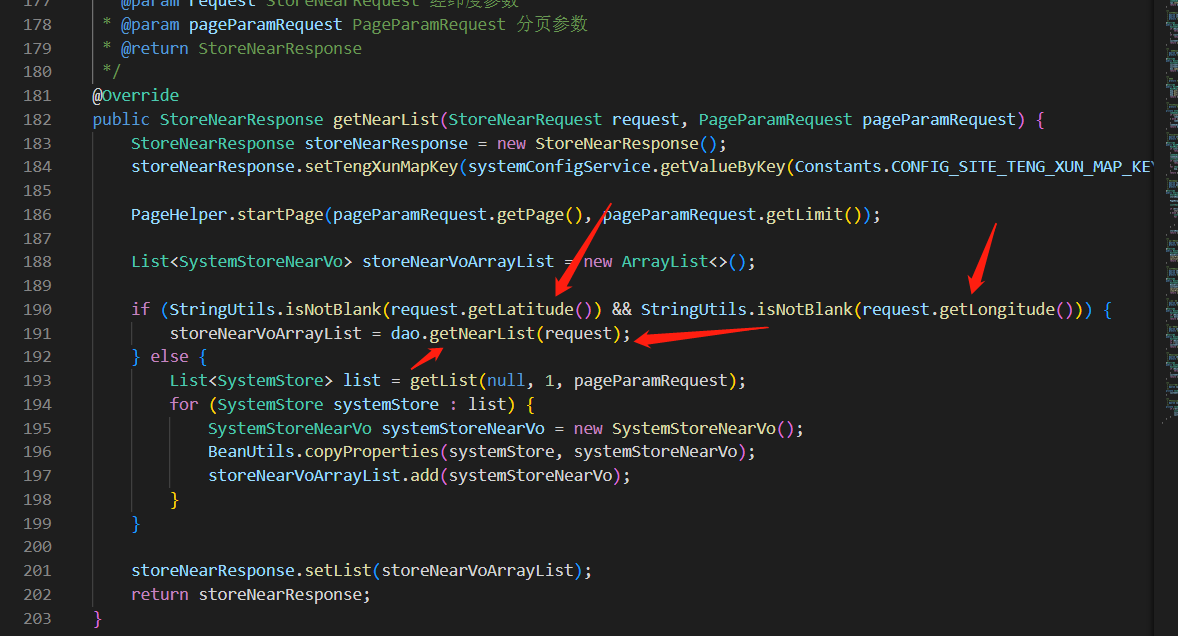 177 * @param request StoreNearRequest 经纬度参数
178 * @param pageParamRequest PageParamRequest 分页参数
179 * @return StoreNearResponse
180 */
181 @Override
182 public StoreNearResponse getNearList(StoreNearRequest request, PageParamRequest pageParamRequest) {
183 StoreNearResponse storeNearResponse = new StoreNearResponse();
184 storeNearResponse.setTengXunMapKey(systemConfigService.getValueByKey(Constants.CONFIG_SITE_TENG_XUN_MAP_KEY
185
186 PageHelper.startPage(pageParamRequest.getPage(), pageParamRequest.getLimit());
187
188 List<SystemStoreNearVo> storeNearVoArrayList = new ArrayList<>();
189
190 if (StringUtils.isNotBlank(request.getLatitude()) && StringUtils.isNotBlank(request.getLongitude())) {
191 storeNearVoArrayList = dao.getNearList(request);
192 } else {
193 List<SystemStore> list = getList(null, 1, pageParamRequest);
194 for (SystemStore systemStore : list) {
195 SystemStoreNearVo systemStoreNearVo = new SystemStoreNearVo();
196 BeanUtils.copyProperties(systemStore, systemStoreNearVo);
197 storeNearVoArrayList.add(systemStoreNearVo);
198 }
199 }
200
201 storeNearResponse.setList(storeNearVoArrayList);
202 return storeNearResponse;
203 }